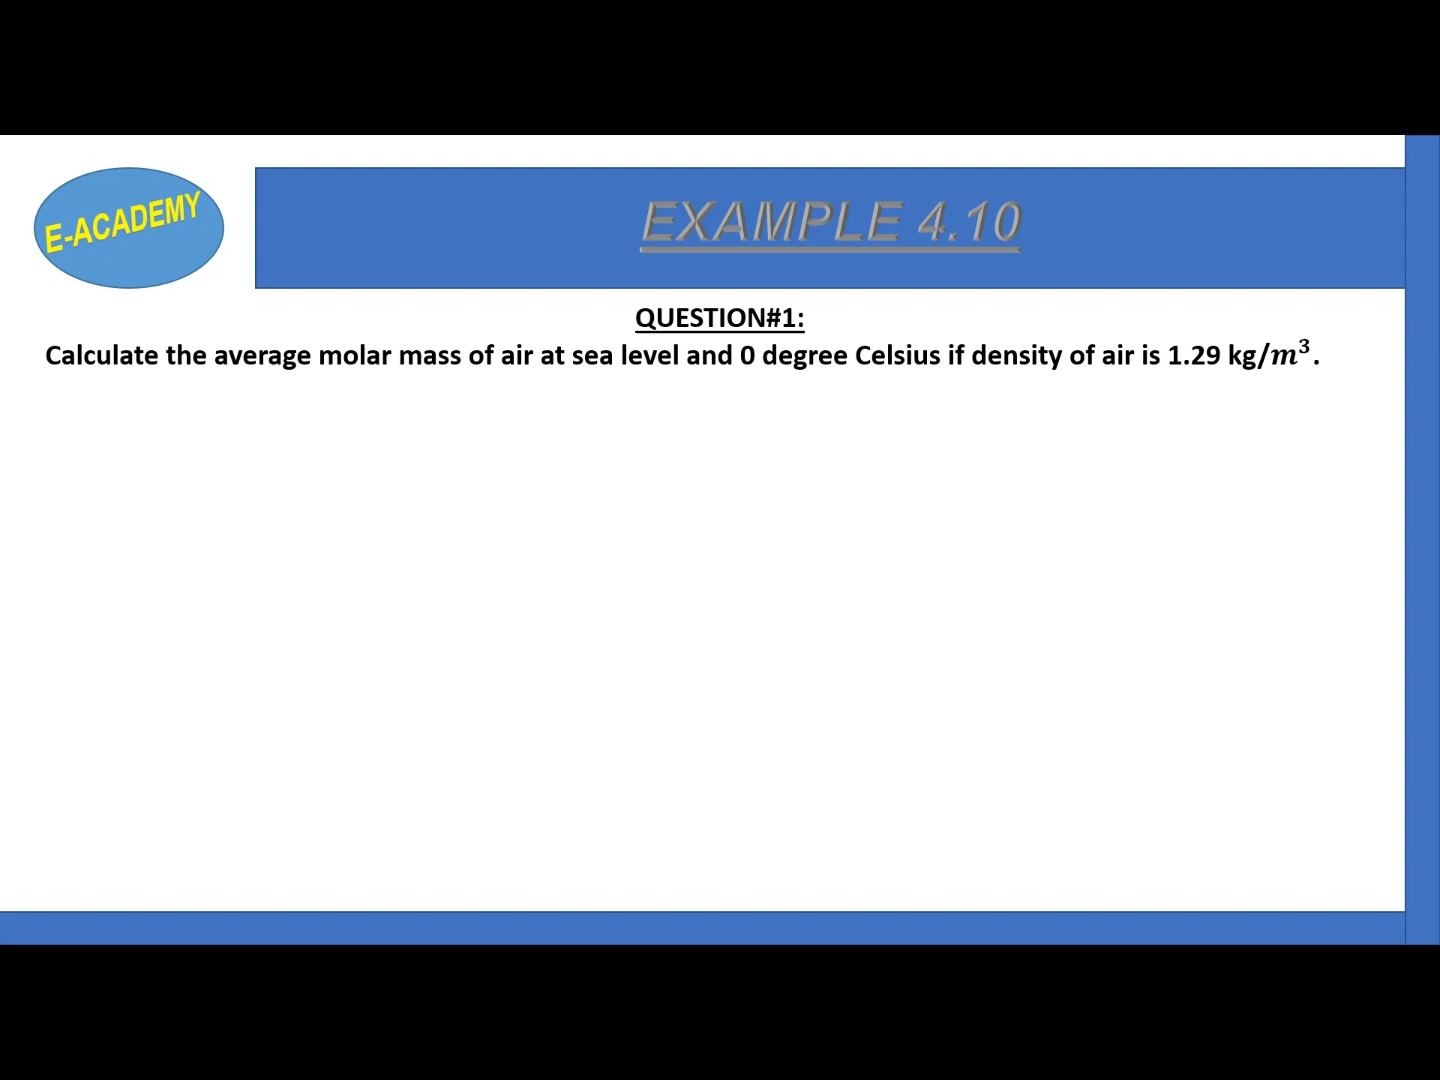 E-ACADEMY
EXAMPLE 4.10
QUESTION#1:
Calculate the average molar mass of air at sea level and 0 degree Celsius if density of air is 1.29 kg/m³.